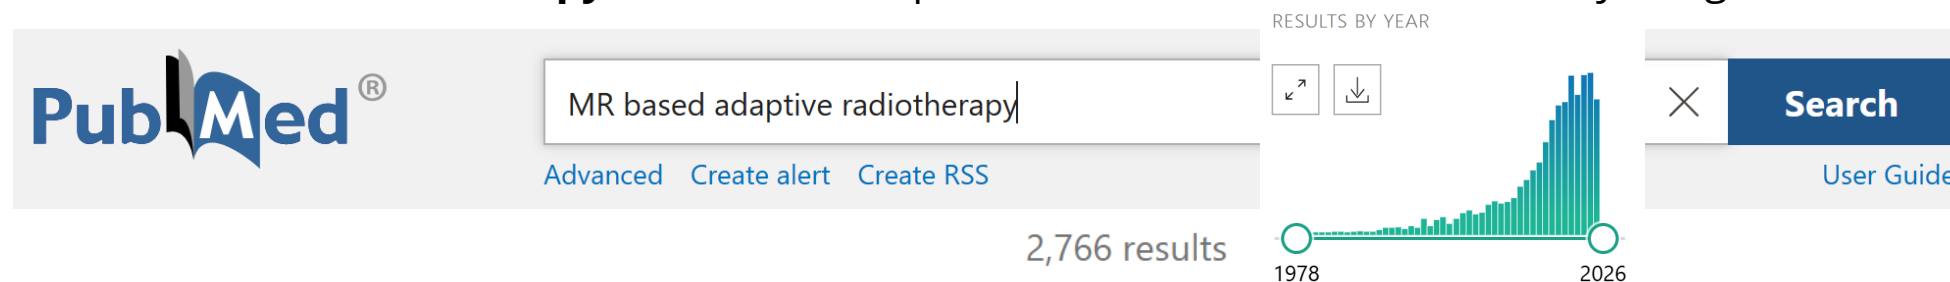 RESULTS BY YEAR
PubMed®
MR based adaptive radiotherapy
Search
Advanced Create alert Create RSS
User Guide
2,766 results
1978 2026